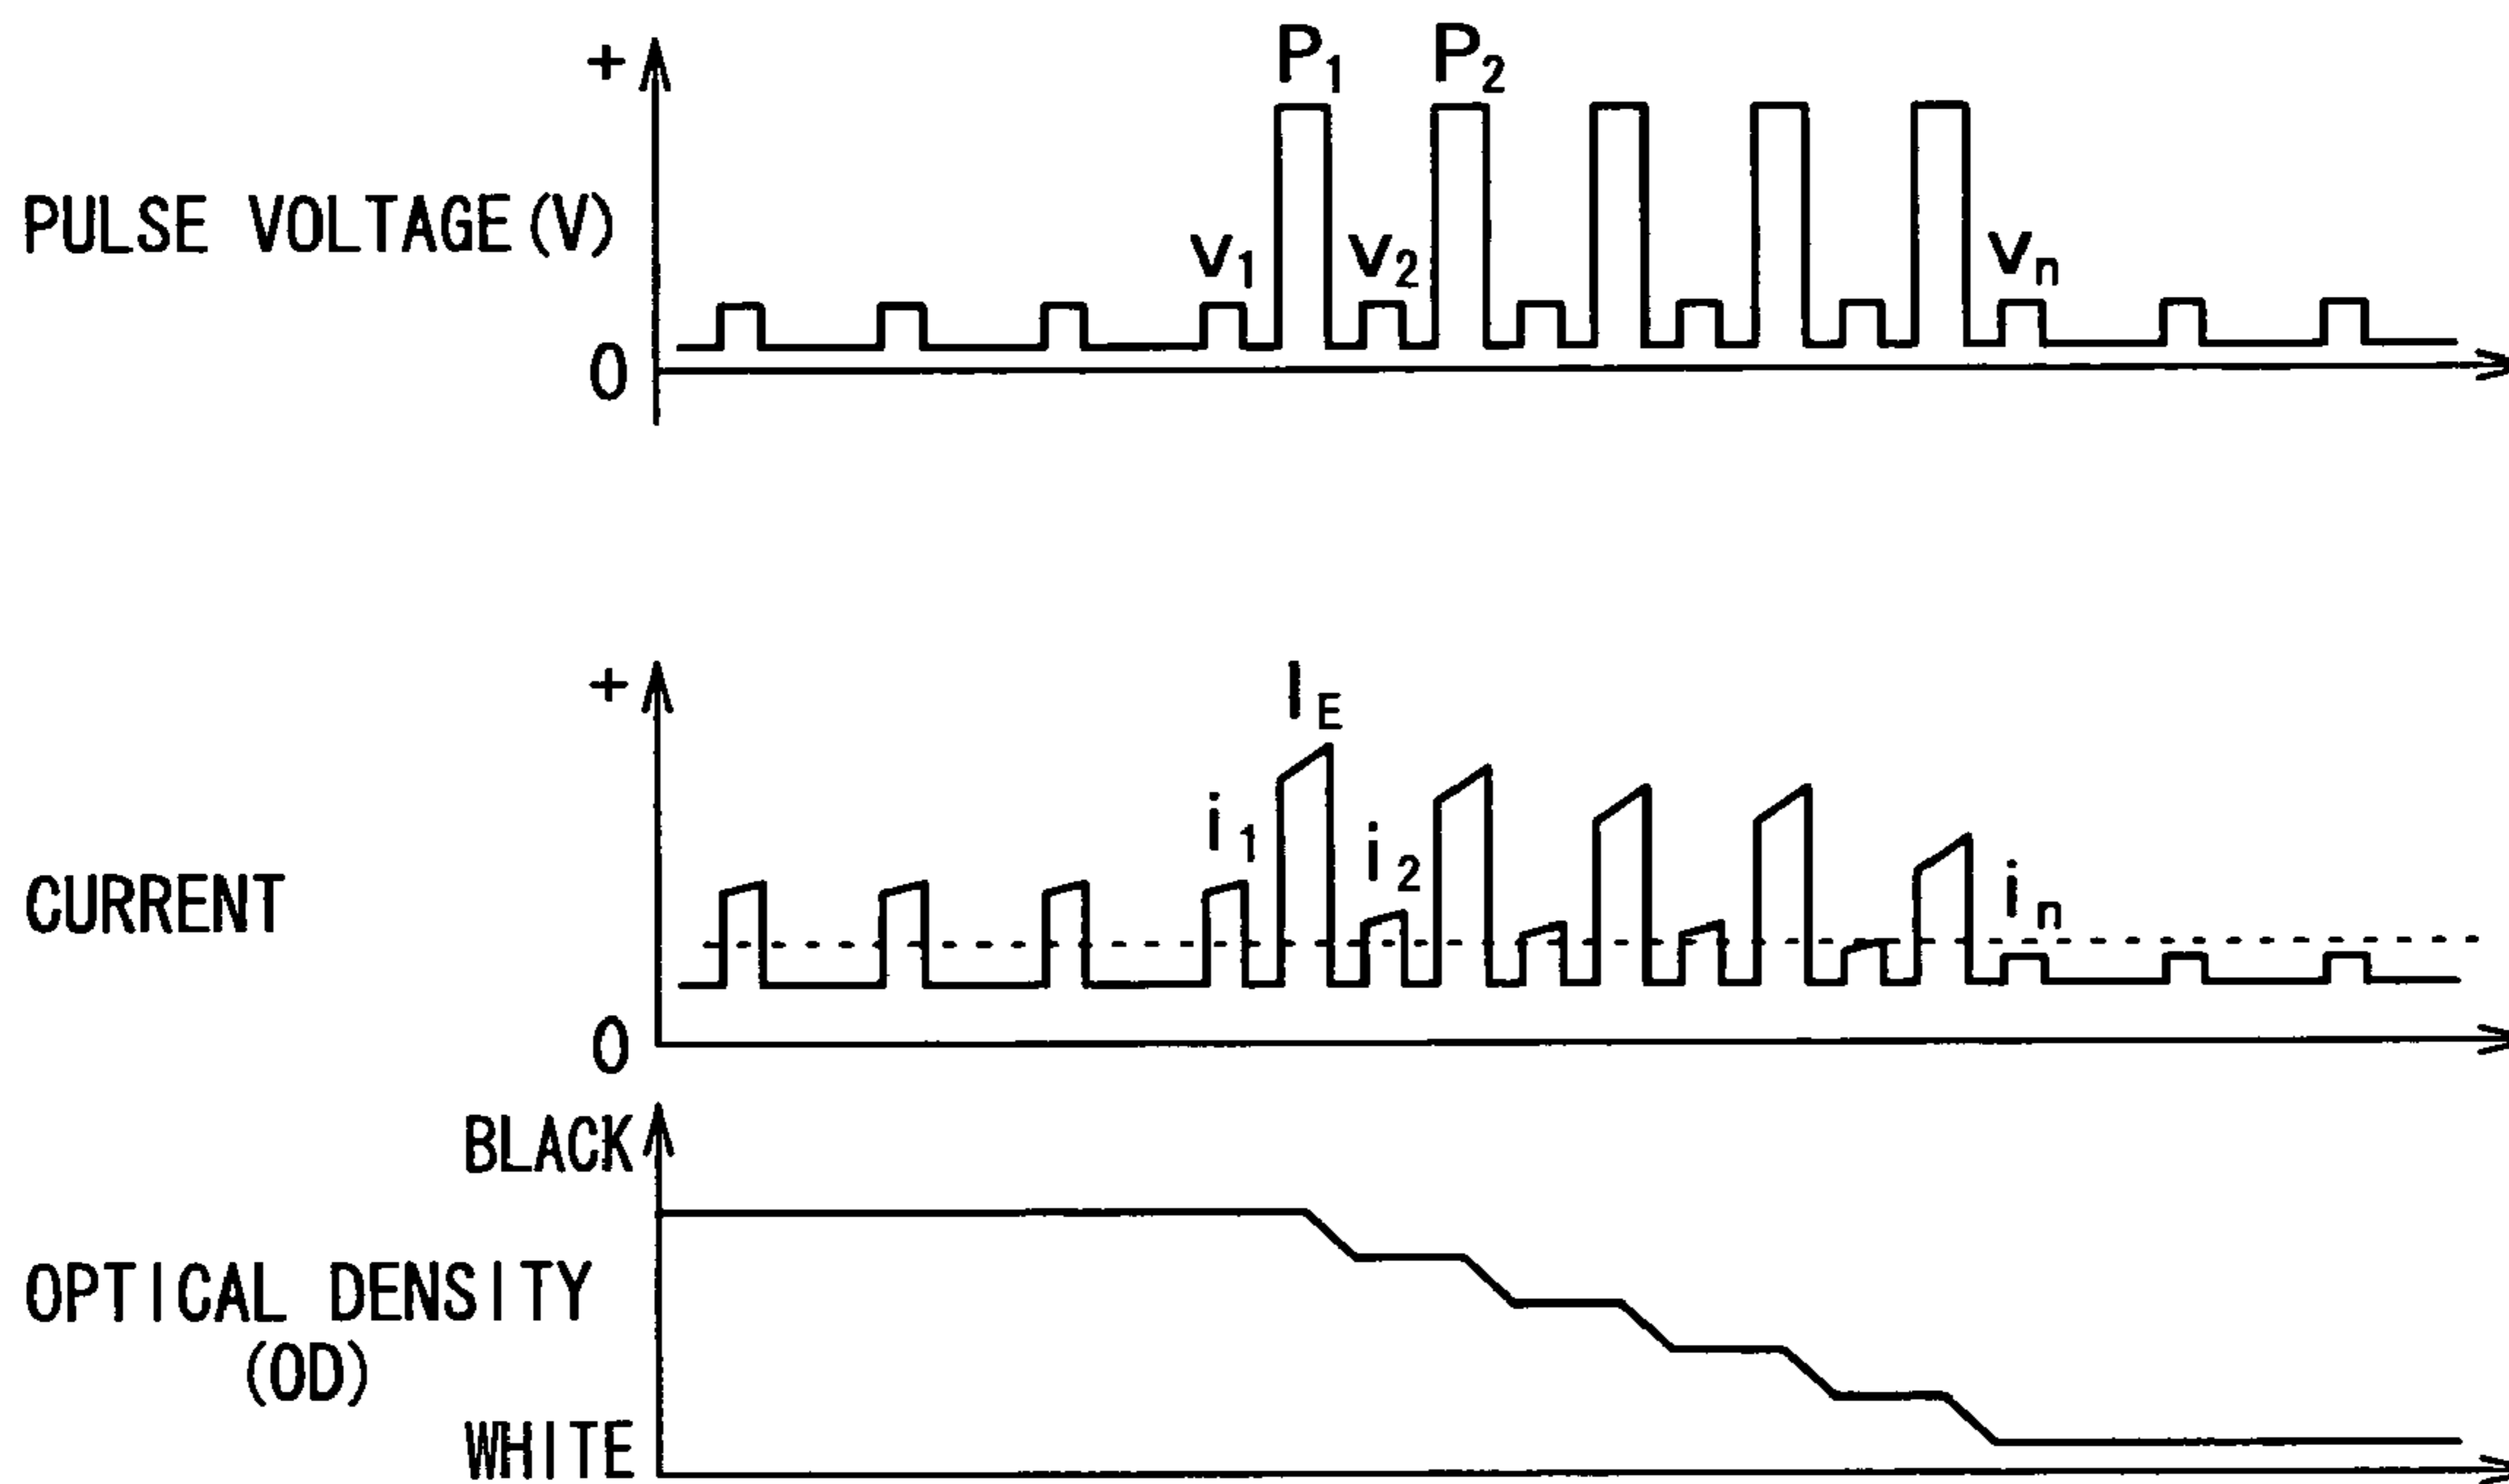 +
P1
P2
PULSE VOLTAGE(V)
v1
v2
vn
0
+
IE
i1
i2
in
CURRENT
0
BLACK
OPTICAL DENSITY
(OD)
WHITE